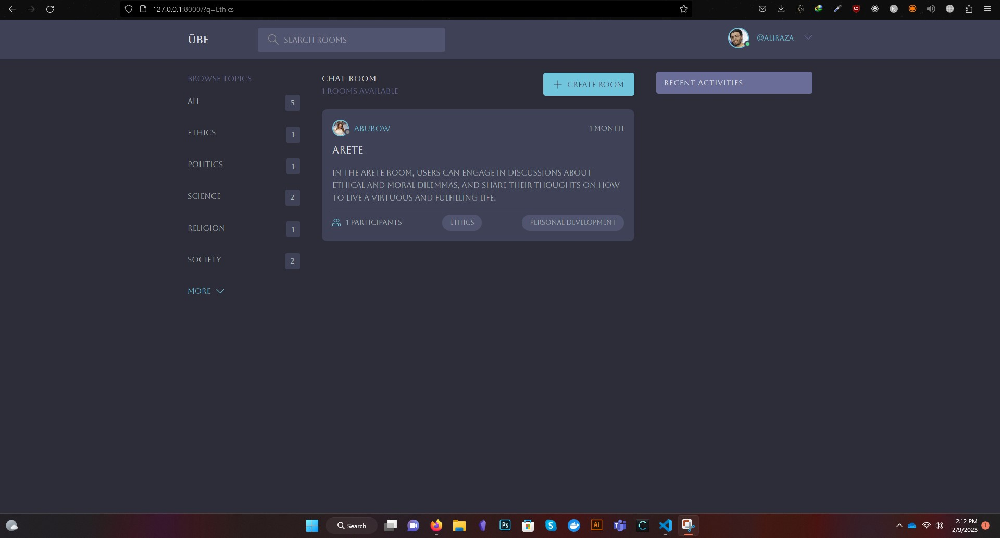 127.0.0.1:8000/?q=Ethics
ÜBE
SEARCH ROOMS
@ALIRAZA
BROWSE TOPICS
ALL 5
ETHICS 1
POLITICS 1
SCIENCE 2
RELIGION 1
SOCIETY 2
MORE
CHAT ROOM
1 ROOMS AVAILABLE
+ CREATE ROOM
ABUBOW
1 MONTH
ARETE
IN THE ARETE ROOM, USERS CAN ENGAGE IN DISCUSSIONS ABOUT
ETHICAL AND MORAL DILEMMAS, AND SHARE THEIR THOUGHTS ON HOW
TO LIVE A VIRTUOUS AND FULFILLING LIFE.
1 PARTICIPANTS
ETHICS
PERSONAL DEVELOPMENT
RECENT ACTIVITIES
Search
Ps
Ai
2:12 PM
2/9/2023
1